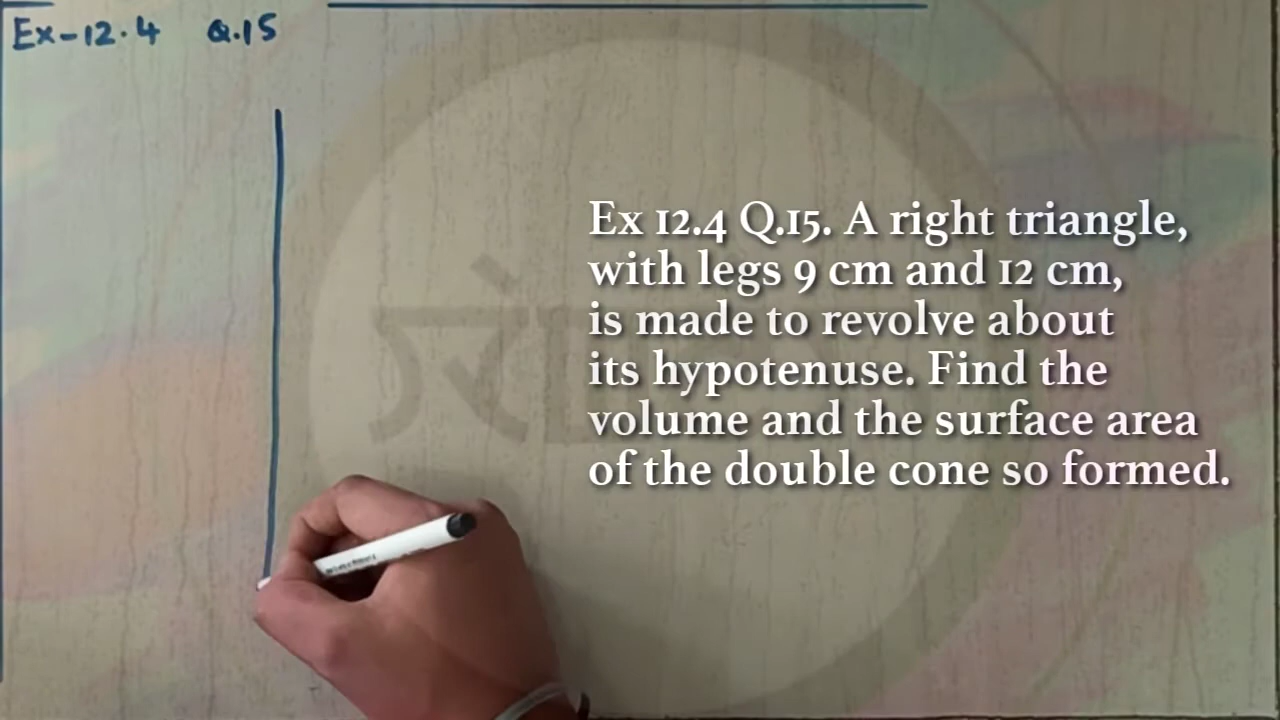 Ex-12.4 Q.15
Ex 12.4 Q.15. A right triangle,
with legs 9 cm and 12 cm,
is made to revolve about
its hypotenuse. Find the
volume and the surface area
of the double cone so formed.